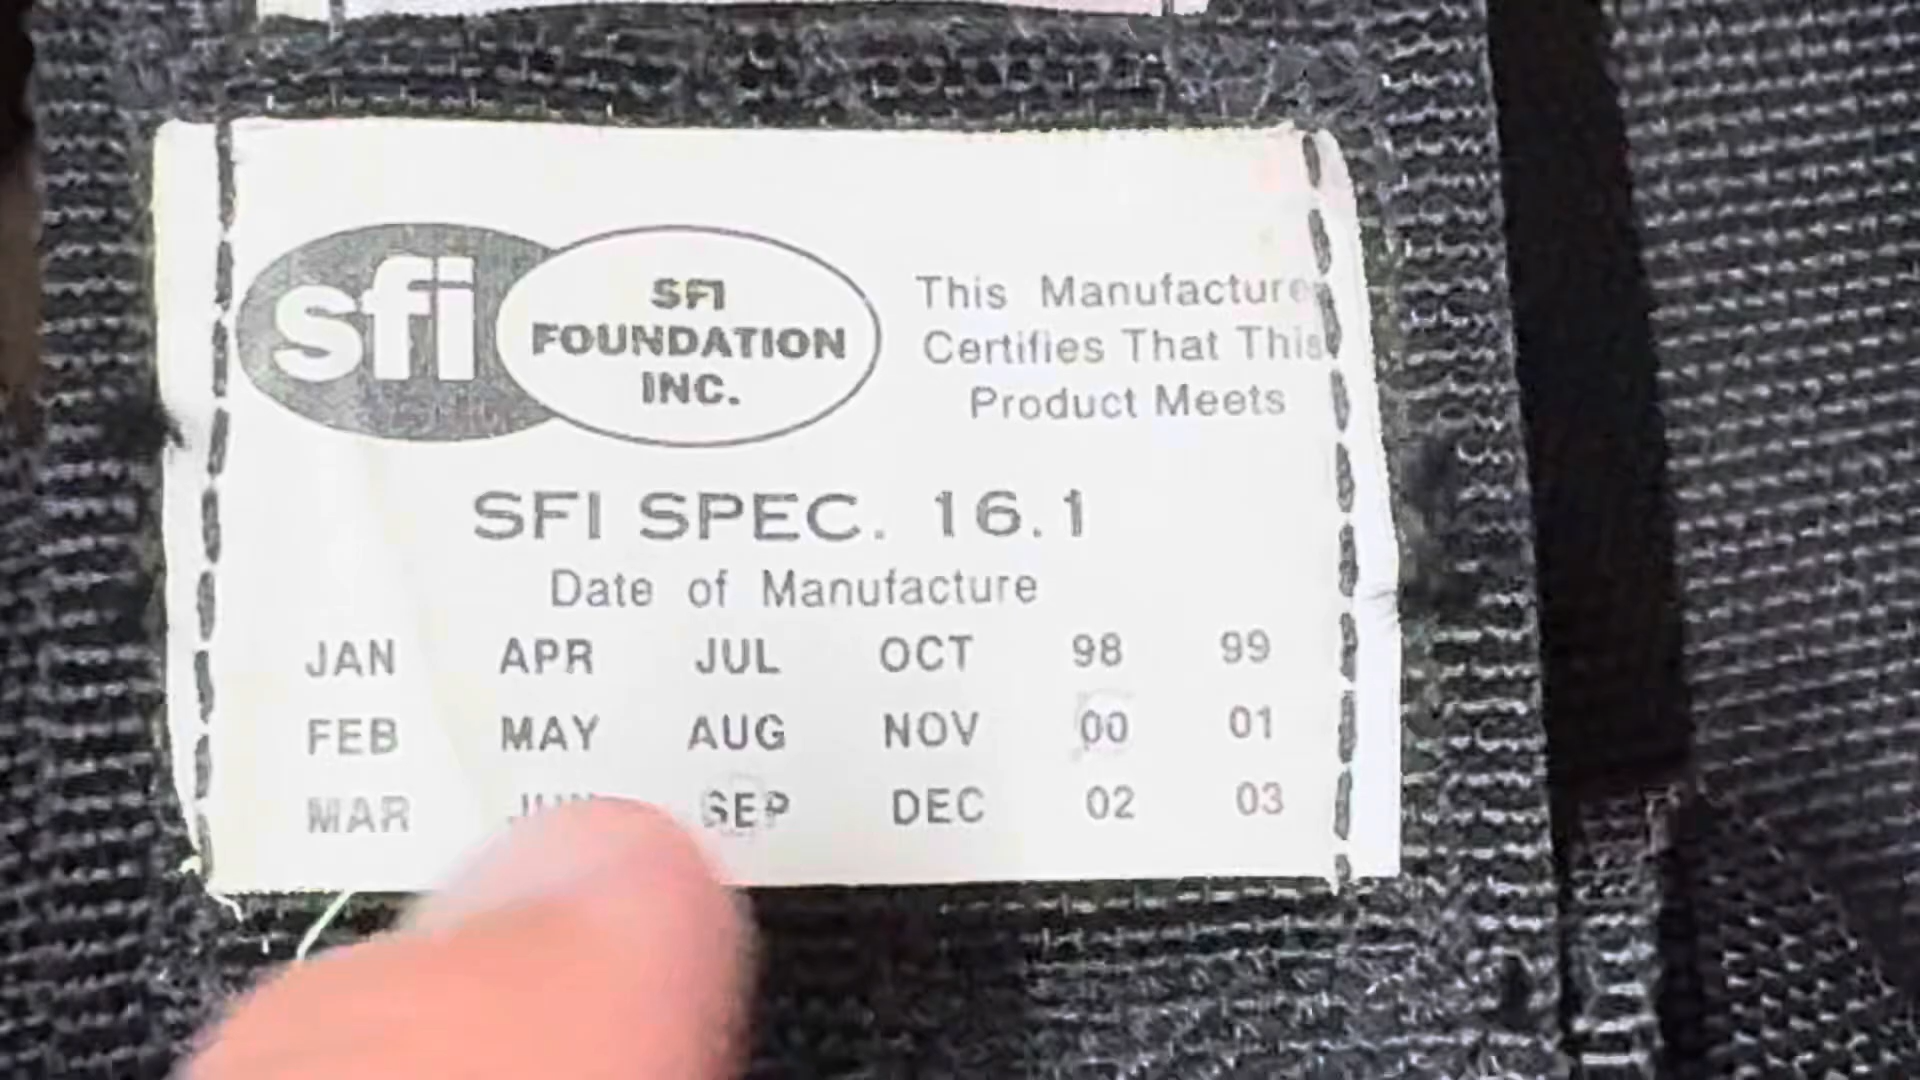 sfi
SFI
FOUNDATION
INC.
This Manufacture
Certifies That This
Product Meets
SFI SPEC. 16.1
Date of Manufacture
JAN APR JUL OCT 98 99
FEB MAY AUG NOV 00 01
MAR JUN SEP DEC 02 03